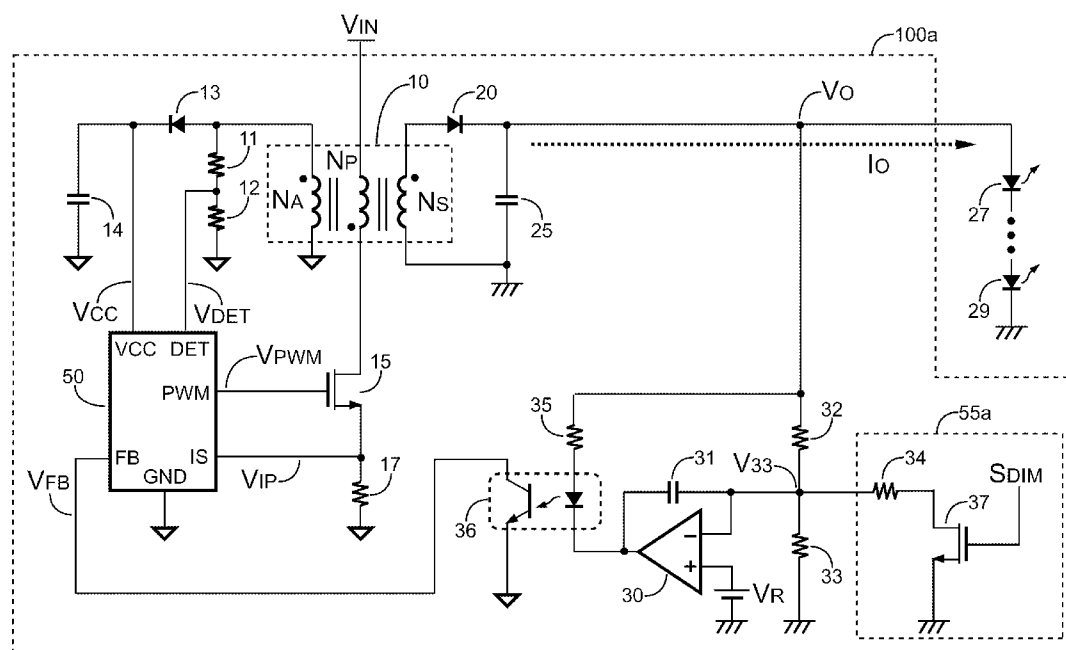 VIN
100a
13
10
20
VO
11
NP
IO
12
NA
NS
14
25
27
29
VCC
VDET
VCC DET
VPWM
15
50
PWM
35
32
55a
FB
IS
31
V33
34
SDIM
VFB
GND
VIP
17
37
36
−
+
30
33
VR